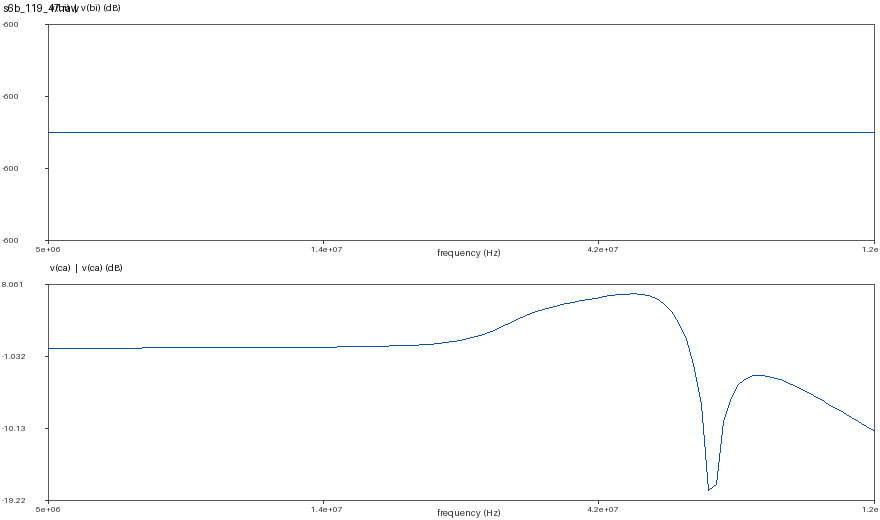 s6b_119_47.raw v(bi) | v(bi) (dB)
-600
-600
-600
-600
5e+06 1.4e+07 4.2e+07 1.2e
frequency (Hz)
v(ca) | v(ca) (dB)
8.061
-1.032
-10.13
-19.22
5e+06 1.4e+07 4.2e+07 1.2e
frequency (Hz)